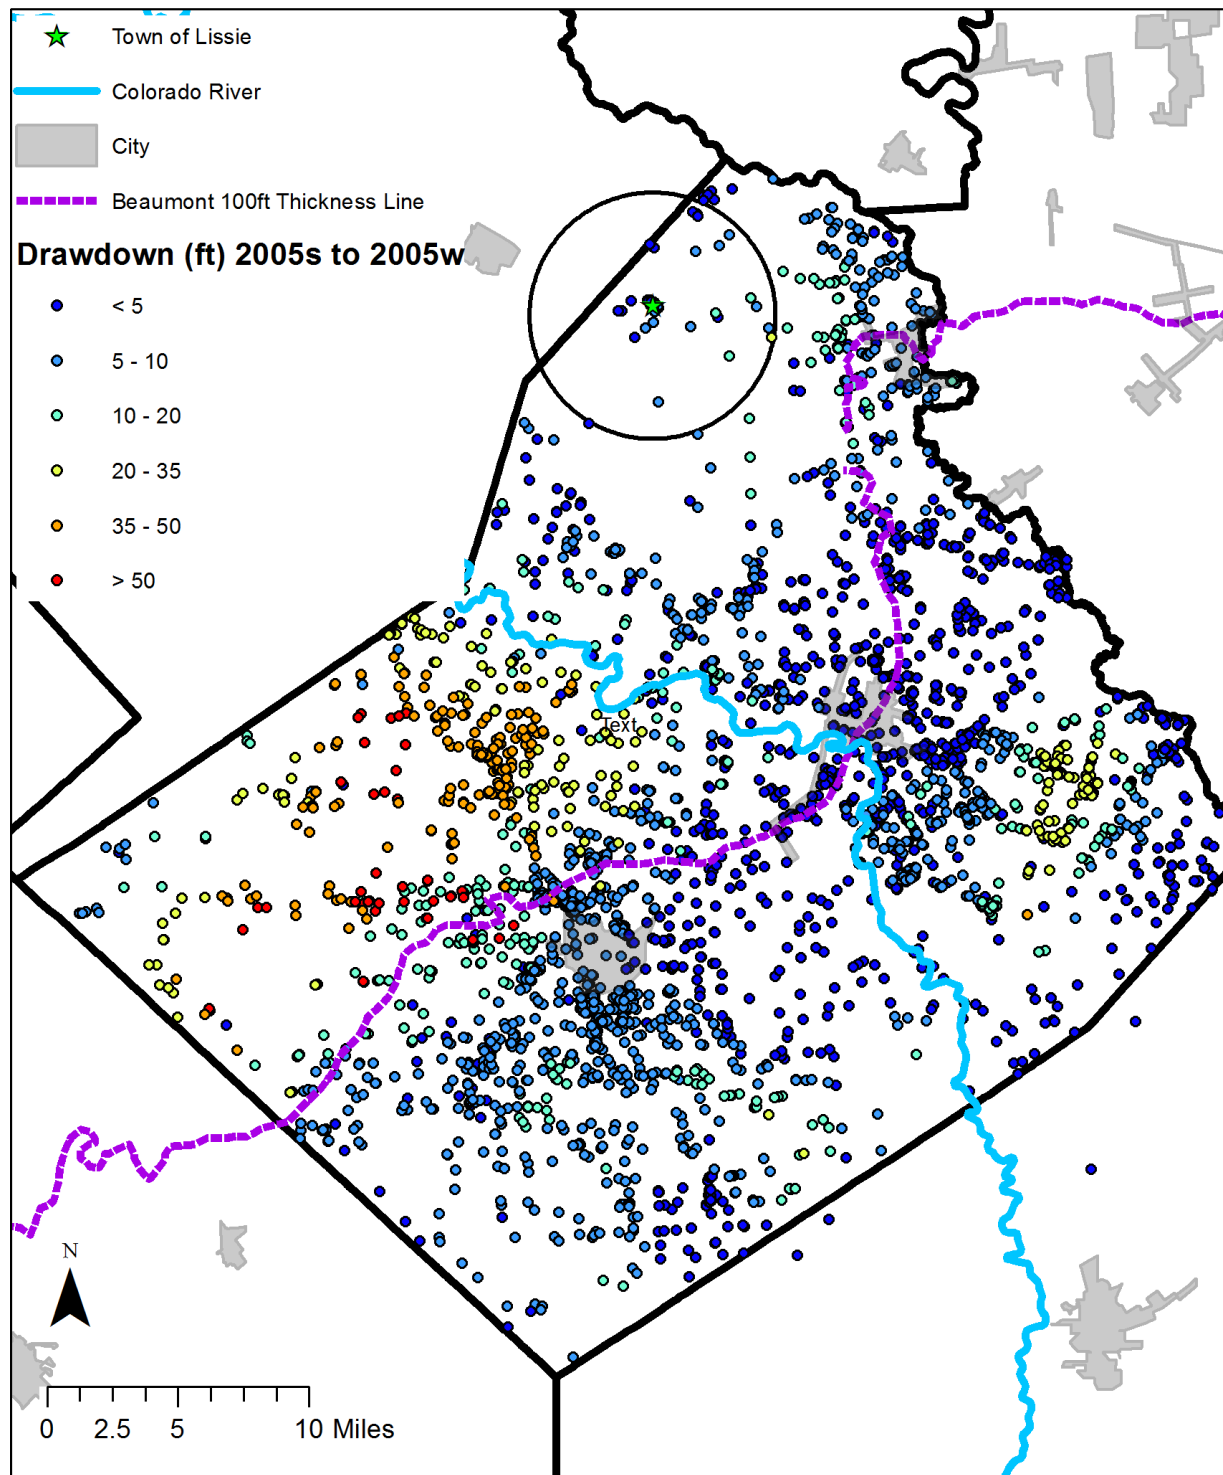 Town of Lissie
Colorado River
City
Beaumont 100ft Thickness Line
Drawdown (ft) 2005s to 2005w
< 5
5 - 10
10 - 20
20 - 35
35 - 50
> 50
Text
N
0 2.5 5 10 Miles